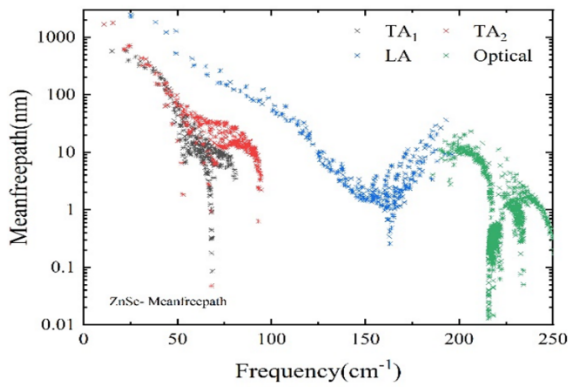 TA₁ TA₂
LA Optical
1000
100
10
1
0.1
0.01
Meanfreepath(nm)
ZnSe- Meanfreepath
0 50 100 150 200 250
Frequency(cm⁻¹)